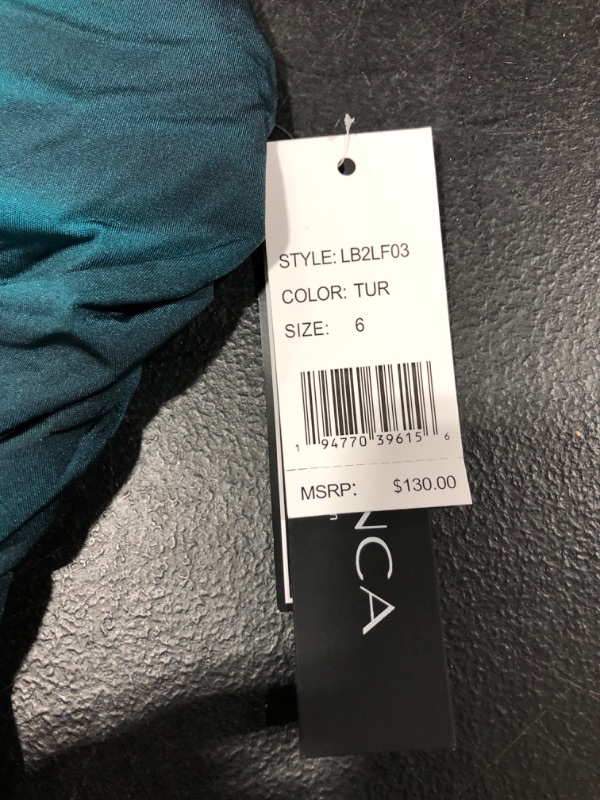 STYLE: LB2LF03
COLOR: TUR
SIZE: 6
1 94770 39615 6
MSRP: $130.00
NCA